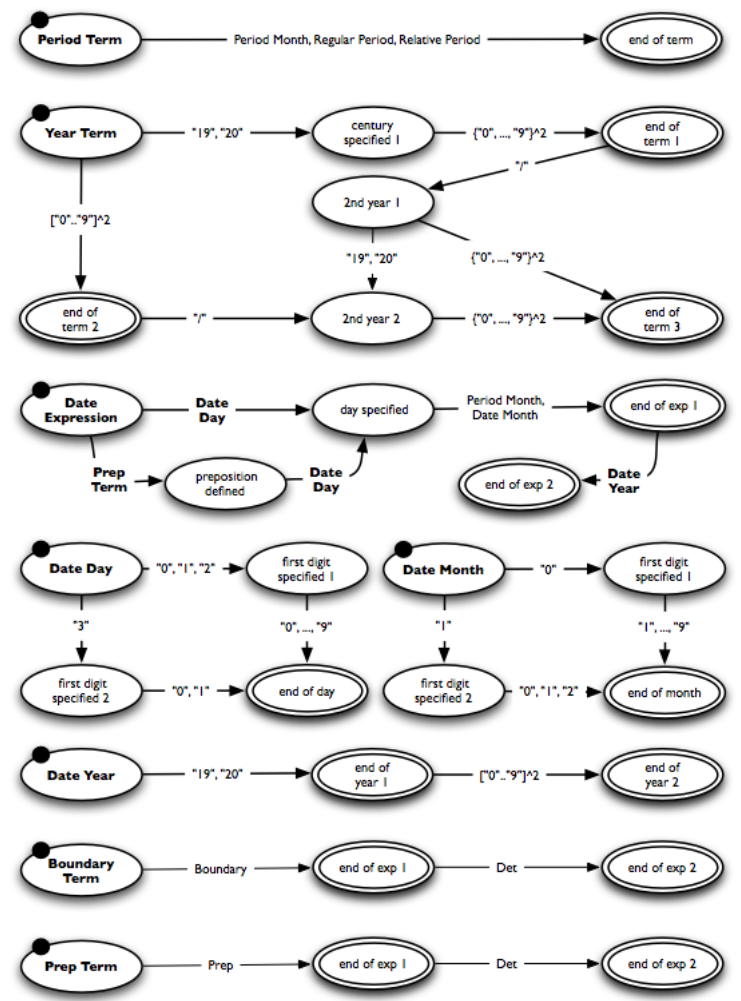 Period Term
Period Month, Regular Period, Relative Period
end of term
Year Term
"19", "20"
century
specified 1
{"0", ..., "9"}^2
end of
term 1
"/"
2nd year 1
["0".."9"]^2
"19", "20"
{"0", ..., "9"}^2
end of
term 2
"/"
2nd year 2
{"0", ..., "9"}^2
end of
term 3
Date
Expression
Date
Day
day specified
Period Month,
Date Month
end of exp 1
Prep
Term
preposition
defined
Date
Day
end of exp 2
Date
Year
Date Day
"0", "1", "2"
first digit
specified 1
Date Month
"0"
first digit
specified 1
"3"
"0", ..., "9"
"1"
"1", ..., "9"
first digit
specified 2
"0", "1"
end of day
first digit
specified 2
"0", "1", "2"
end of month
Date Year
"19", "20"
end of
year 1
["0".."9"]^2
end of
year 2
Boundary
Term
Boundary
end of exp 1
Det
end of exp 2
Prep Term
Prep
end of exp 1
Det
end of exp 2